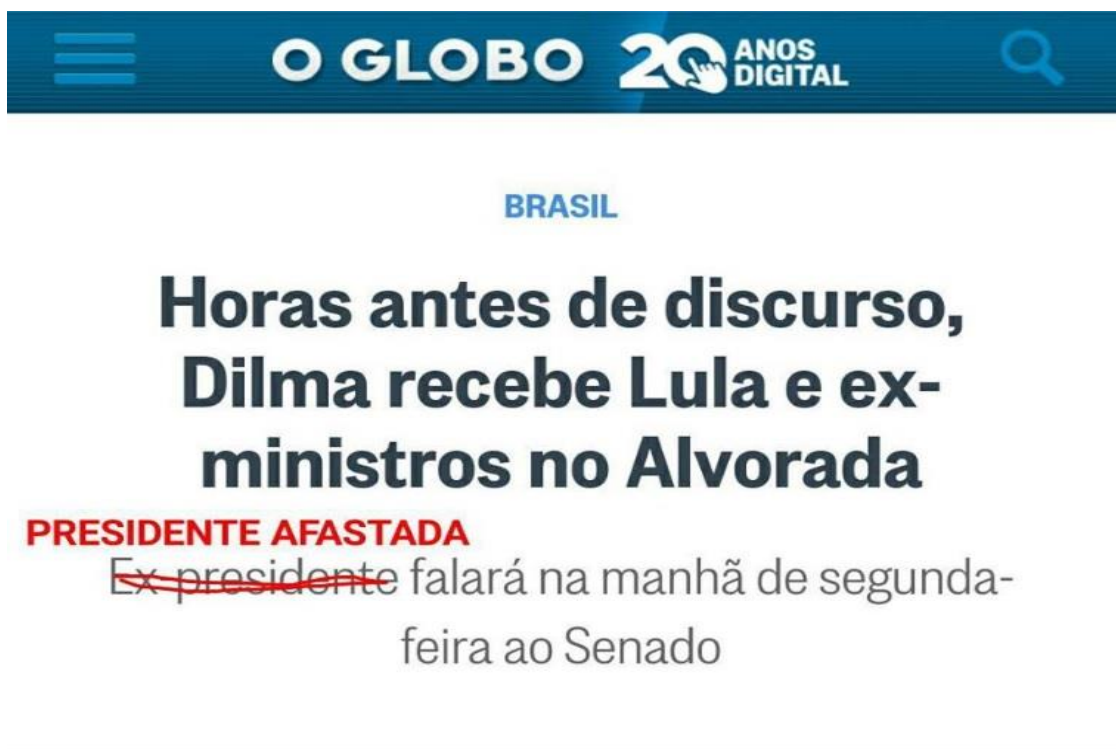 O GLOBO 20 ANOS DIGITAL
BRASIL
Horas antes de discurso,
Dilma recebe Lula e ex-
ministros no Alvorada
PRESIDENTE AFASTADA
Ex-presidente falará na manhã de segunda-
feira ao Senado